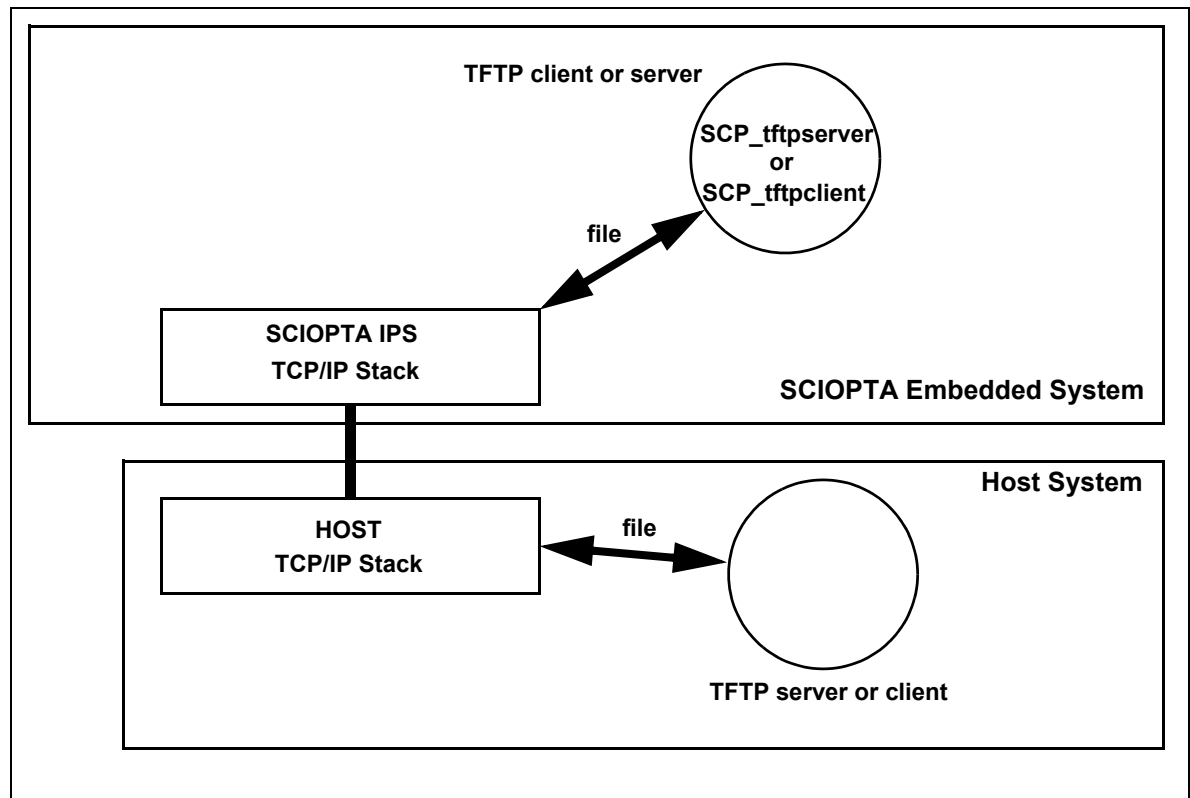 TFTP client or server
SCP_tftpserver
or
SCP_tftpclient
file
SCIOPTA IPS
TCP/IP Stack
SCIOPTA Embedded System
Host System
HOST
TCP/IP Stack
file
TFTP server or client